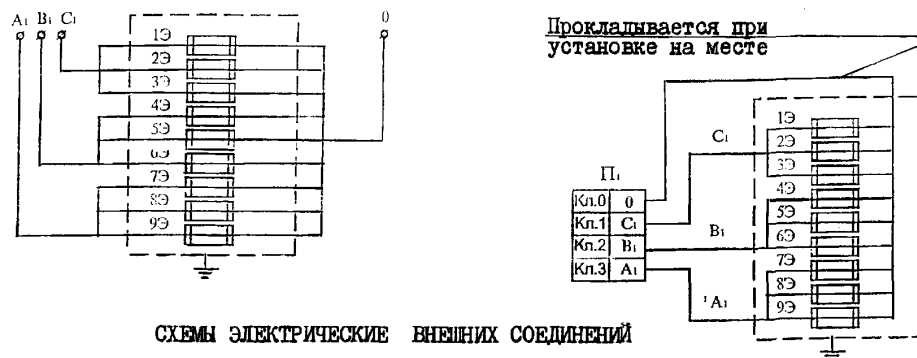 A1 B1 C1 0
1Э
2Э
3Э
4Э
5Э
6Э
7Э
8Э
9Э
Прокладывается при
установке на месте
1Э
C1 2Э
3Э
П1 4Э
Кл.0 0
Кл.1 C1 5Э
Кл.2 B1 B1 6Э
Кл.3 A1 7Э
8Э
A1 9Э
СХЕМЫ ЭЛЕКТРИЧЕСКИЕ ВНЕШНИХ СОЕДИНЕНИЙ